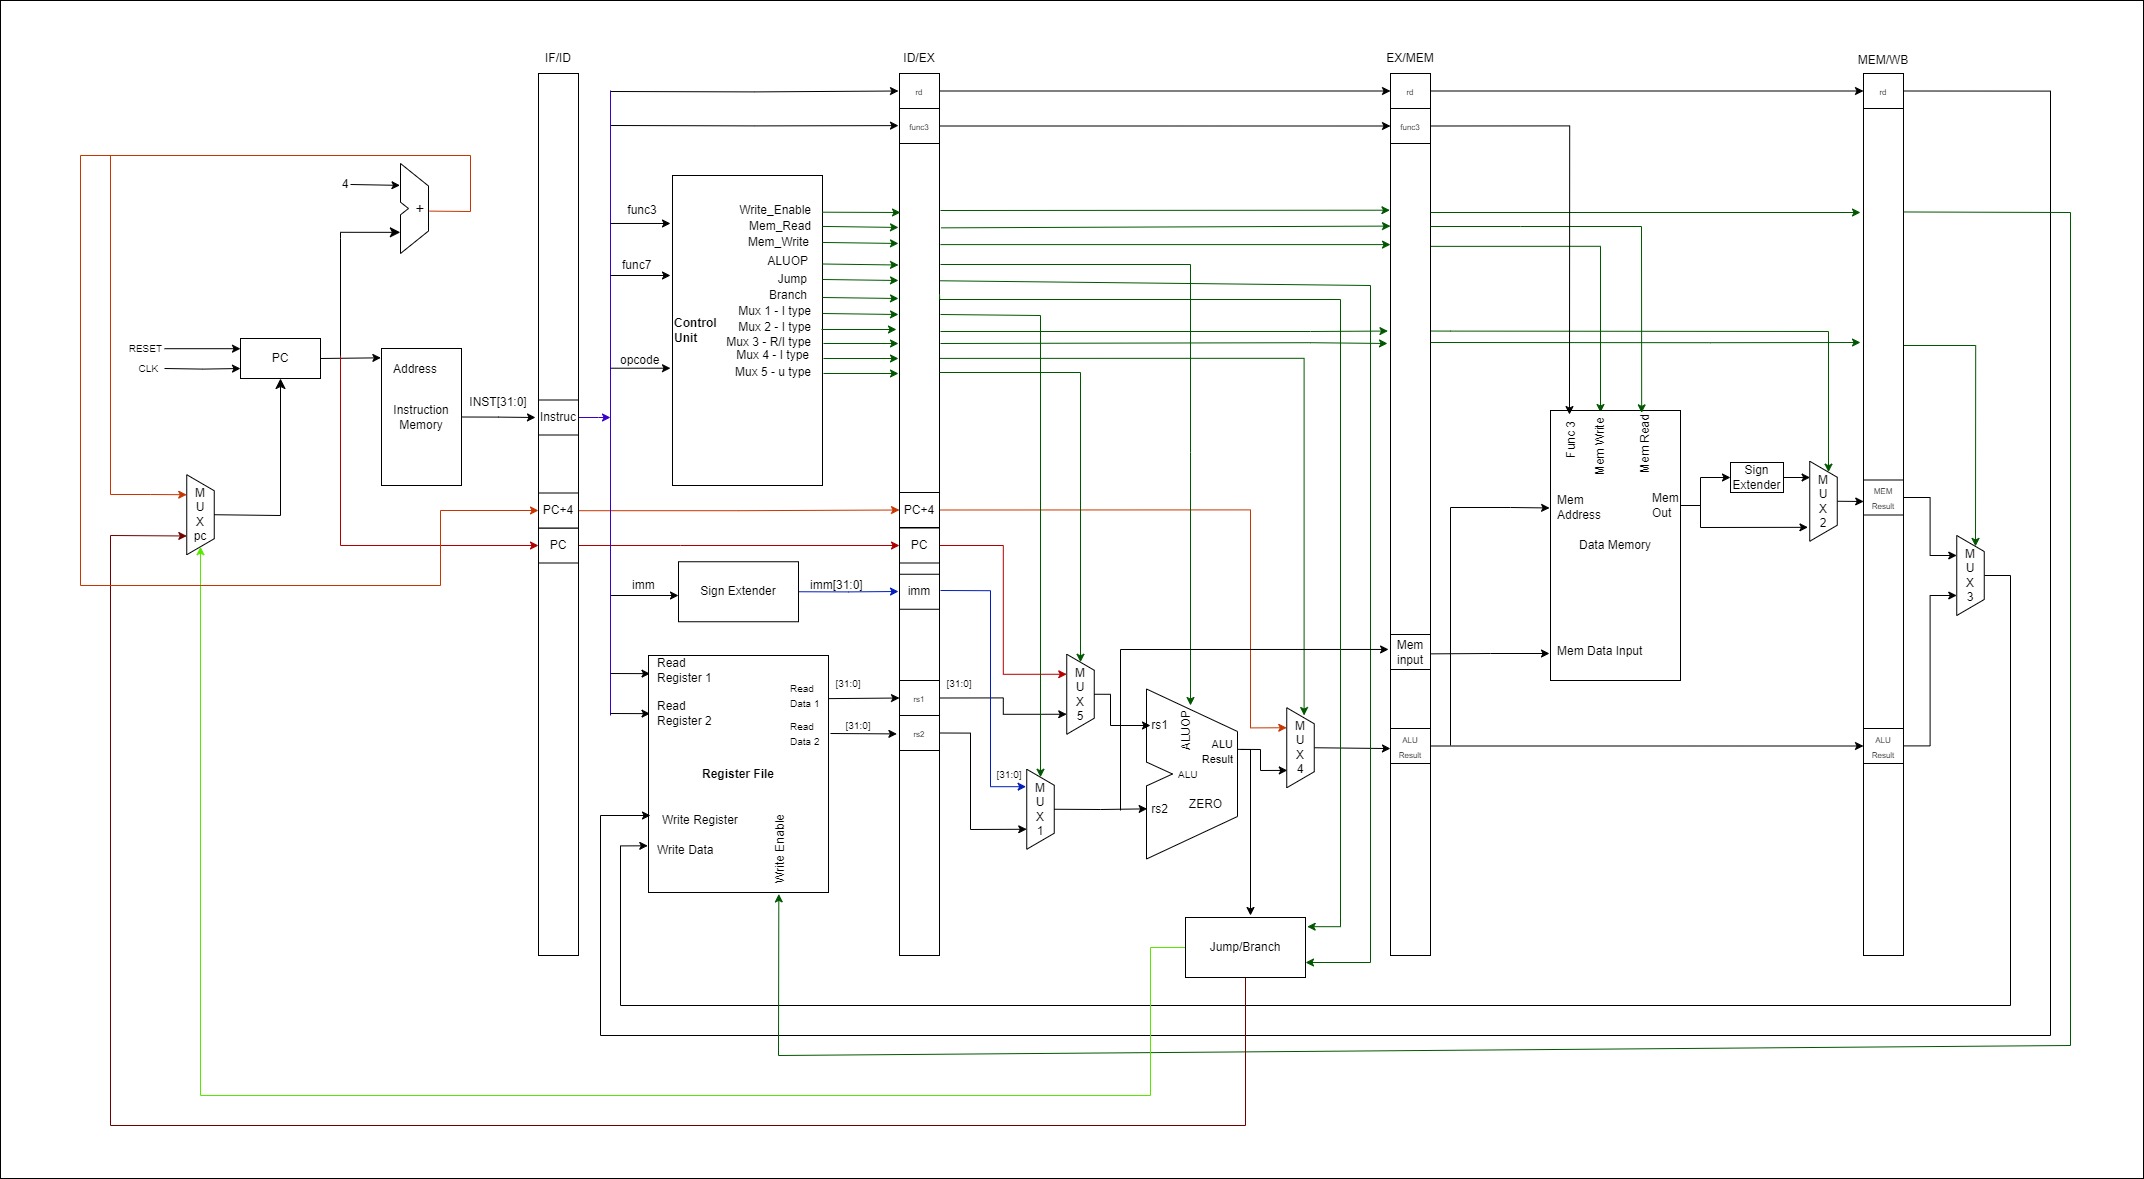 IF/ID
ID/EX
EX/MEM
MEM/WB
rd
rd
rd
func3
func3
4
+
func3
func7
opcode
Control
Unit
Write_Enable
Mem_Read
Mem_Write
ALUOP
Jump
Branch
Mux 1 - I type
Mux 2 - I type
Mux 3 - R/I type
Mux 4 - I type
Mux 5 - u type
RESET
CLK
PC
Address
Instruction
Memory
INST[31:0]
Instruc
M
U
X
pc
PC+4
PC
PC+4
PC
imm
Sign Extender
imm[31:0]
imm
Read
Register 1
Read
Register 2
Read
Data 1
Read
Data 2
Register File
Write Register
Write Data
Write Enable
[31:0]
[31:0]
rs1
rs2
[31:0]
[31:0]
M
U
X
5
M
U
X
1
rs1
rs2
ALUOP
ALU
Result
ALU
ZERO
M
U
X
4
Jump/Branch
Mem
input
ALU
Result
Func 3
Mem Write
Mem Read
Mem
Address
Mem
Out
Data Memory
Mem Data Input
Sign
Extender
M
U
X
2
MEM
Result
ALU
Result
M
U
X
3